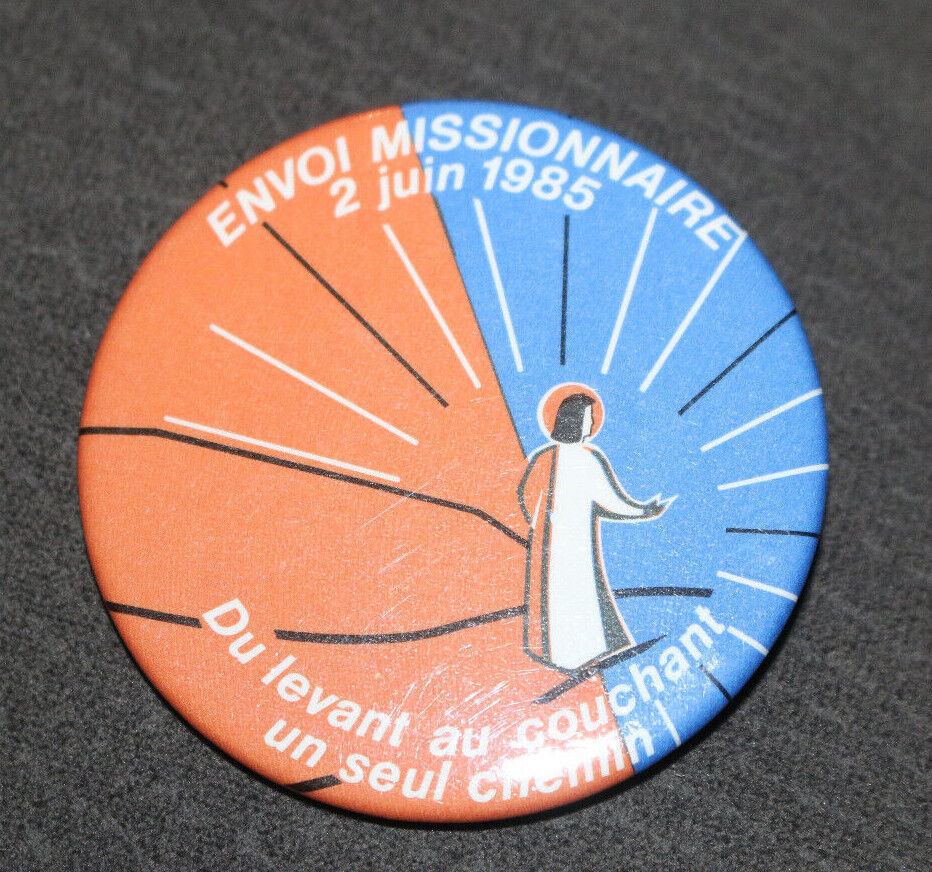 ENVOI MISSIONNAIRE
2 juin 1985
Du levant au couchant
un seul chemin